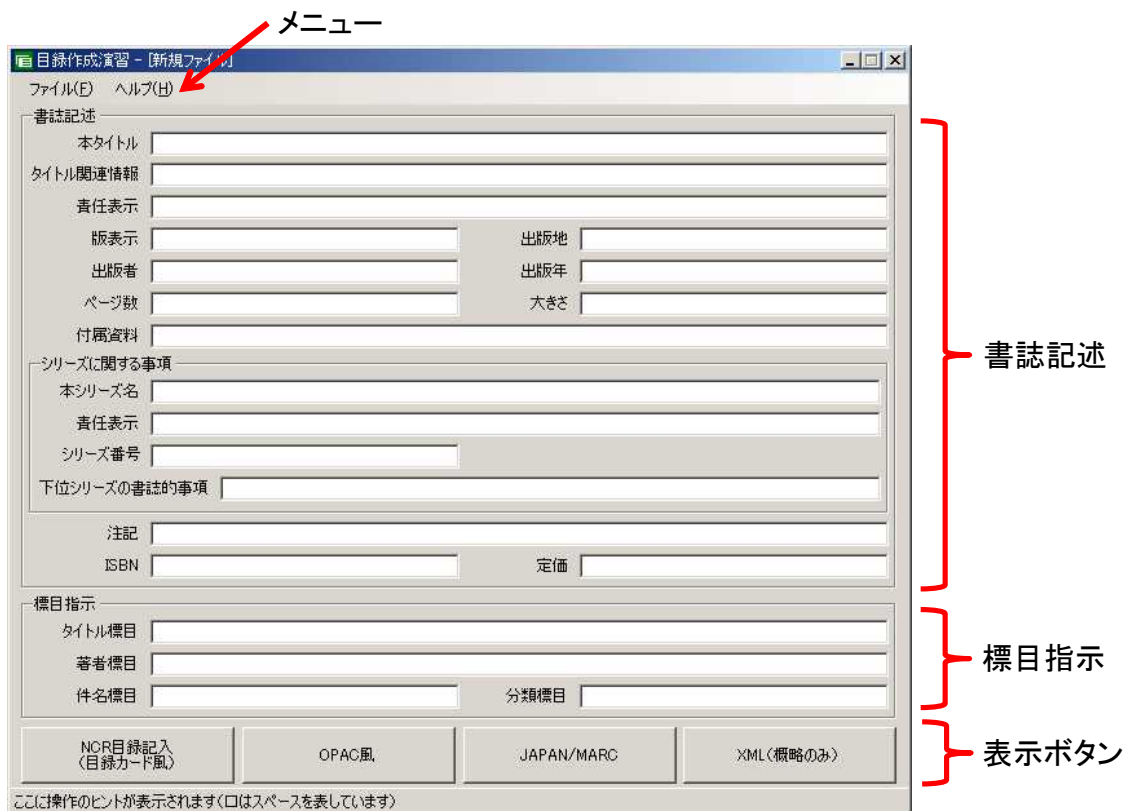 メニュー
目録作成演習 - [新規ファイル]
ファイル(F) ヘルプ(H)
書誌記述
本タイトル
タイトル関連情報
責任表示
版表示 出版地
出版者 出版年
ページ数 大きさ
付属資料
書誌記述
シリーズに関する事項
本シリーズ名
責任表示
シリーズ番号
下位シリーズの書誌的事項
注記
ISBN 定価
標目指示
タイトル標目
著者標目
標目指示
件名標目 分類標目
NCR目録記入
(目録カード風)
OPAC風
JAPAN/MARC
XML(概略のみ)
表示ボタン
ここに操作のヒントが表示されます(□はスペースを表しています)